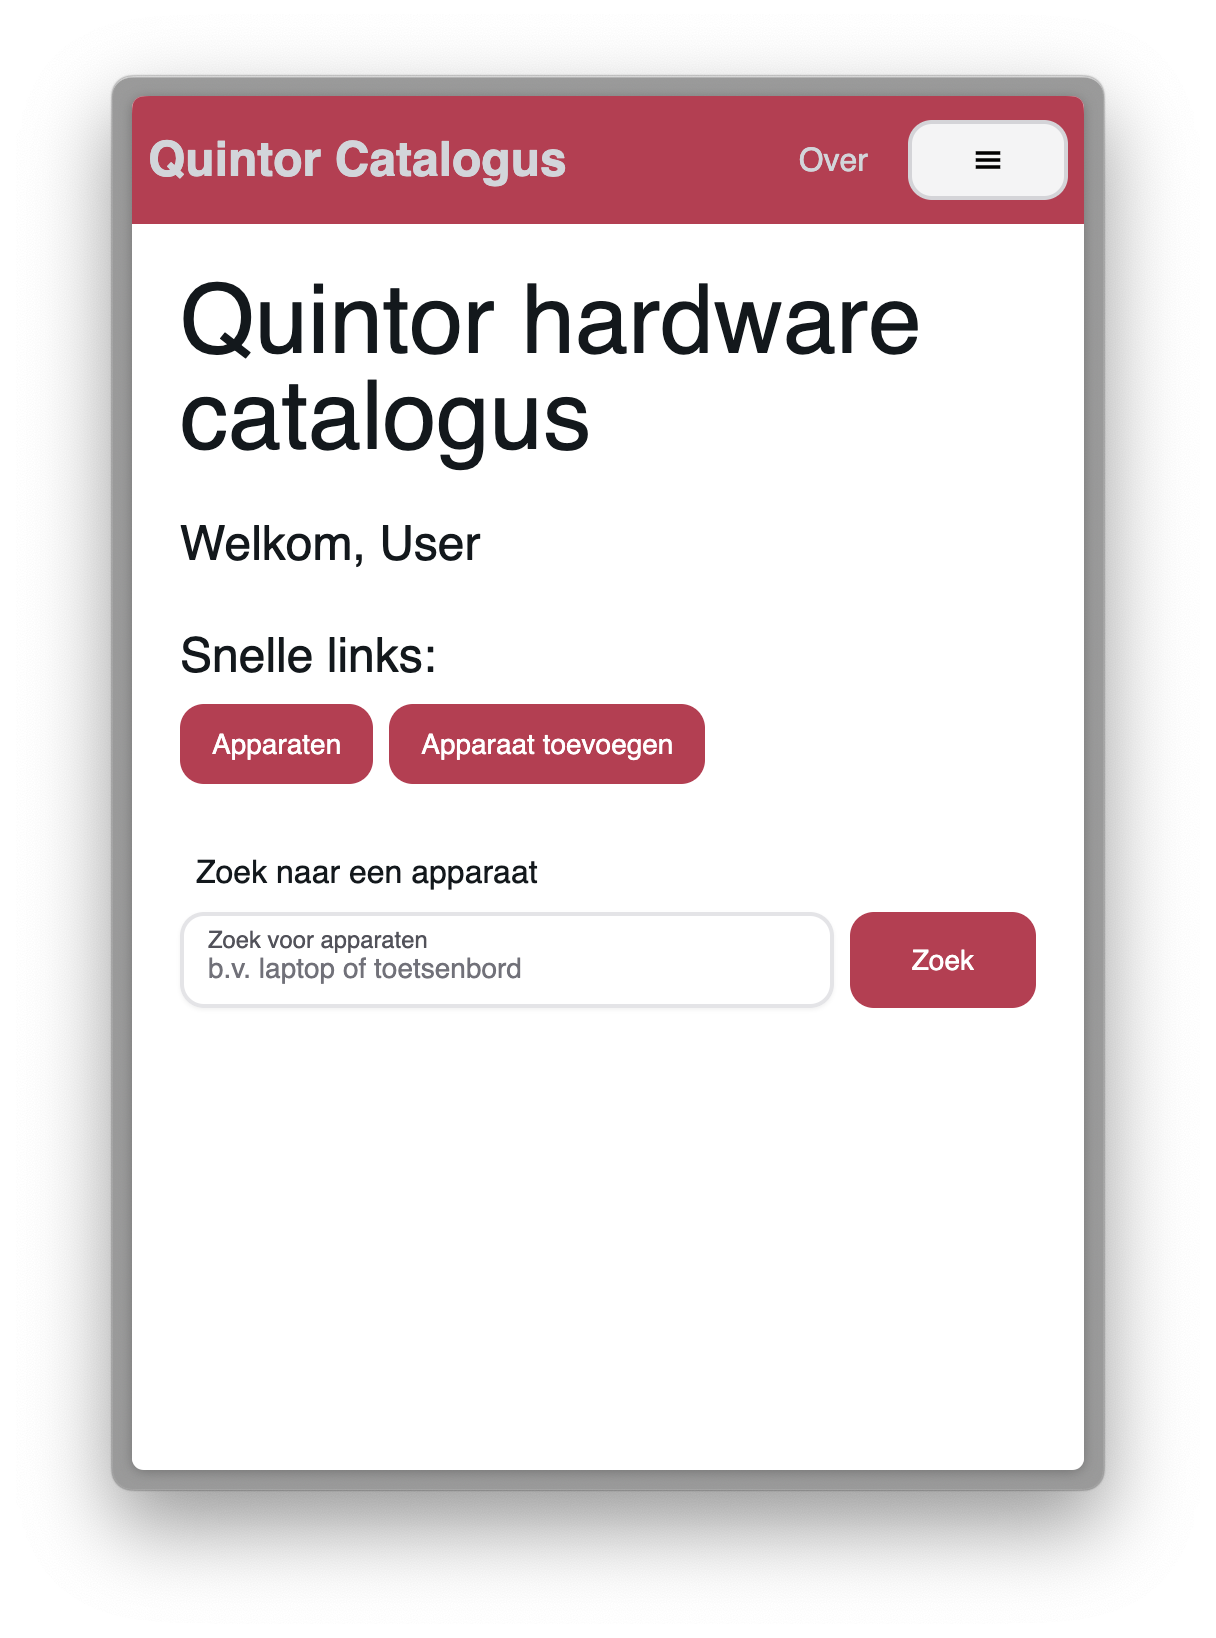 Quintor Catalogus Over
Quintor hardware
catalogus
Welkom, User
Snelle links:
Apparaten Apparaat toevoegen
Zoek naar een apparaat
Zoek voor apparaten
b.v. laptop of toetsenbord
Zoek